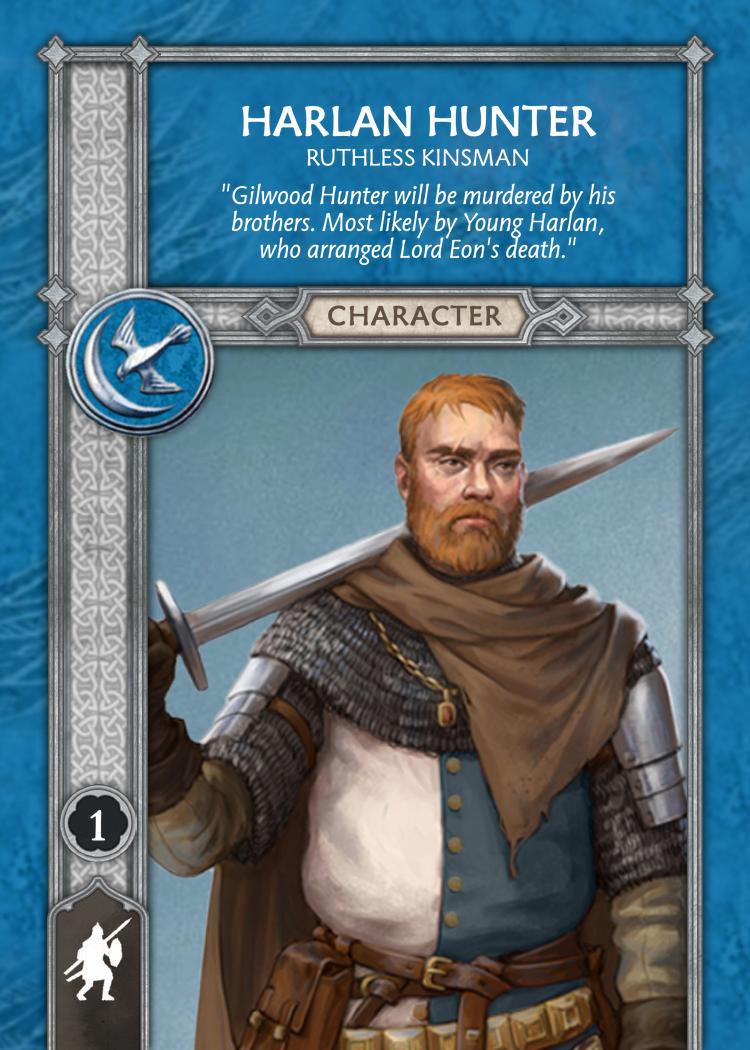 HARLAN HUNTER
RUTHLESS KINSMAN
"Gilwood Hunter will be murdered by his
brothers. Most likely by Young Harlan,
who arranged Lord Eon's death."
CHARACTER
1